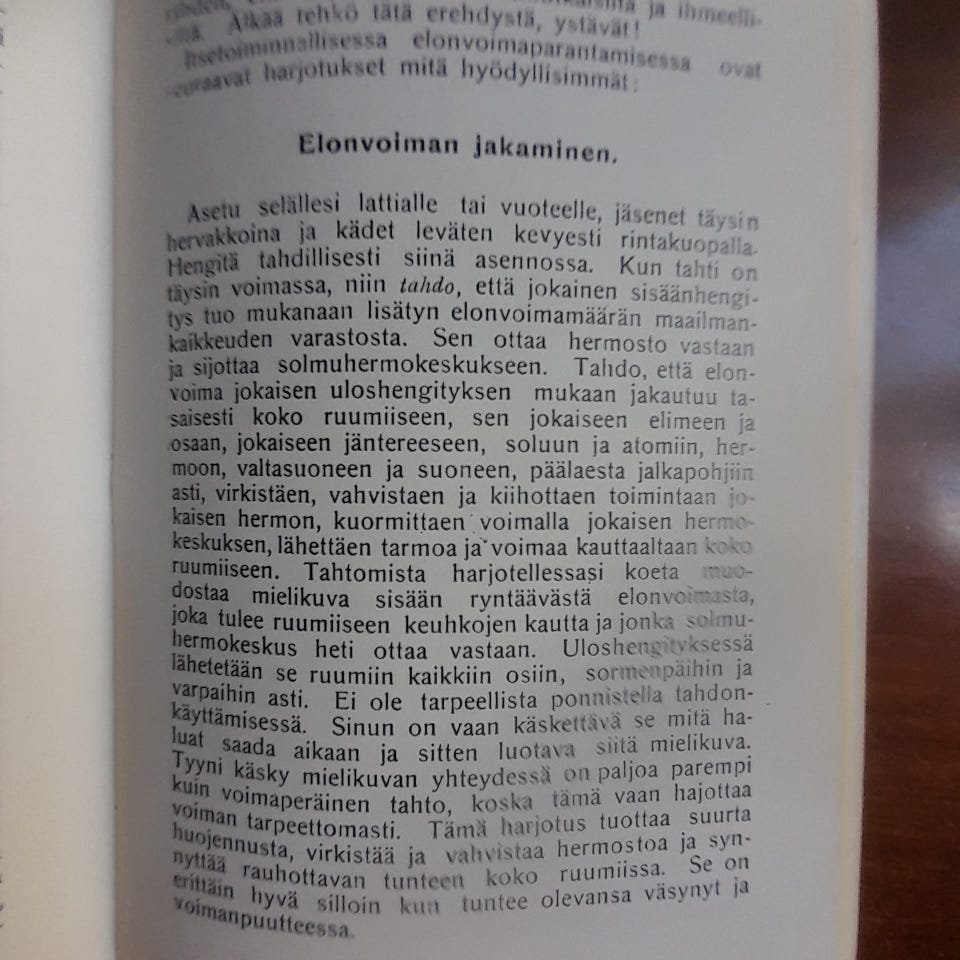 ja ihmeelli-
Älkää tehkö tätä erehdystä, ystävät!
Itsetoiminnallisessa elonvoimaparantamisessa ovat
seuraavat harjotukset mitä hyödyllisimmät:
Elonvoiman jakaminen.
Asetu selällesi lattialle tai vuoteelle, jäsenet täysin
hervakkoina ja kädet leväten kevyesti rintakuopalla.
Hengitä tahdillisesti siinä asennossa. Kun tahti on
täysin voimassa, niin tahdo, että jokainen sisäänhengi-
tys tuo mukanaan lisätyn elonvoimamäärän maailman-
kaikkeuden varastosta. Sen ottaa hermosto vastaan
ja sijottaa solmuhermokeskukseen. Tahdo, että elon-
voima jokaisen uloshengityksen mukaan jakautuu ta-
saisesti koko ruumiiseen, sen jokaiseen elimeen ja
osaan, jokaiseen jäntereeseen, soluun ja atomiin, her-
moon, valtasuoneen ja suoneen, päälaesta jalkapohjiin
asti, virkistäen, vahvistaen ja kiihottaen toimintaan jo-
kaisen hermon, kuormittaen voimalla jokaisen hermo-
keskuksen, lähettäen tarmoa ja voimaa kauttaaltaan koko
ruumiiseen. Tahtomista harjotellessasi koeta muo-
dostaa mielikuva sisään ryntäävästä elonvoimasta,
joka tulee ruumiiseen keuhkojen kautta ja jonka solmu-
hermokeskus heti ottaa vastaan. Uloshengityksessä
lähetetään se ruumiin kaikkiin osiin, sormenpäihin ja
varpaihin asti. Ei ole tarpeellista ponnistella tahdon-
käyttämisessä. Sinun on vaan käskettävä se mitä ha-
luat saada aikaan ja sitten luotava siitä mielikuva.
Tyyni käsky mielikuvan yhteydessä on paljoa parempi
kuin voimaperäinen tahto, koska tämä vaan hajottaa
voiman tarpeettomasti. Tämä harjotus tuottaa suurta
huojennusta, virkistää ja vahvistaa hermostoa ja syn-
nyttää rauhottavan tunteen koko ruumiissa. Se on
erittäin hyvä silloin kun tuntee olevansa väsynyt ja
voimanpuutteessa.